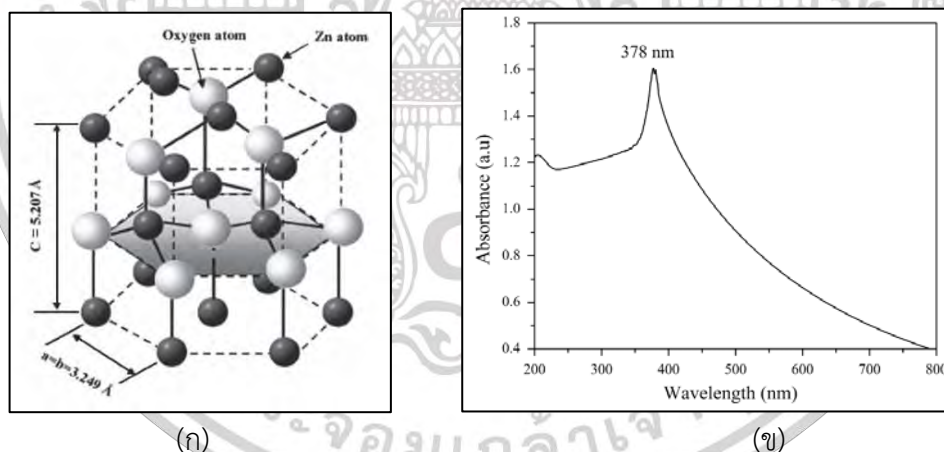 Oxygen atom
Zn atom
C = 5.207 Å
a=b=3.249 Å
(ก)
378 nm
Absorbance (a.u)
1.8
1.6
1.4
1.2
1.0
0.8
0.6
0.4
200 300 400 500 600 700 800
Wavelength (nm)
(ข)